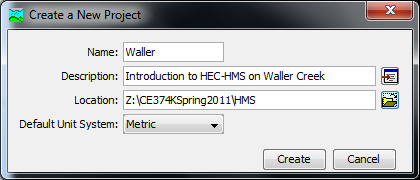 Create a New Project
Name: Waller
Description: Introduction to HEC-HMS on Waller Creek
Location: Z:\CE374KSpring2011\HMS
Default Unit System: Metric
Create Cancel